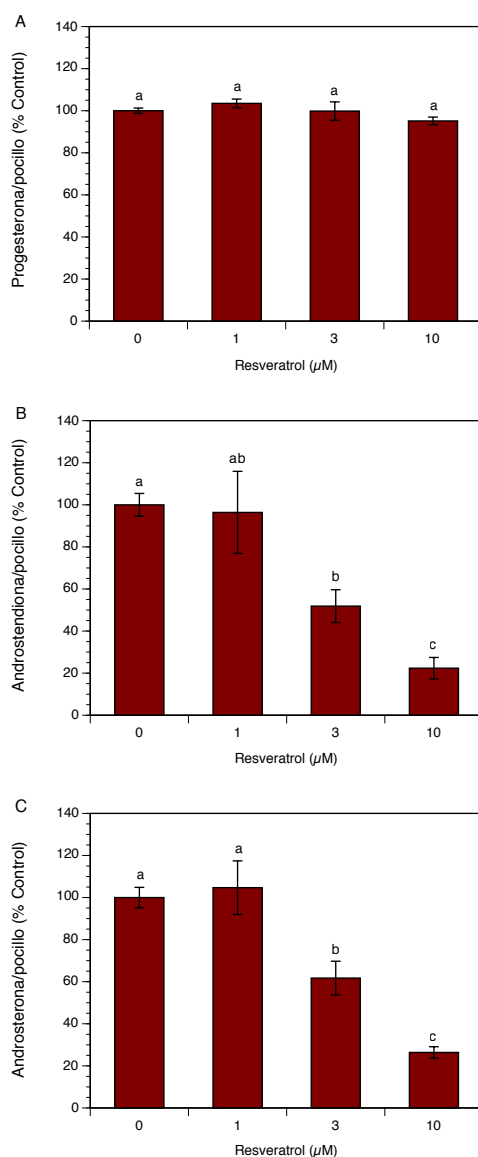 A
Progesterona/pocillo (% Control)
140
120
100
80
60
40
20
0
a
a
a
a
0
1
3
10
Resveratrol (µM)
B
Androstendiona/pocillo (% Control)
140
120
100
80
60
40
20
0
a
ab
b
c
0
1
3
10
Resveratrol (µM)
C
Androsterona/pocillo (% Control)
140
120
100
80
60
40
20
0
a
a
b
c
0
1
3
10
Resveratrol (µM)